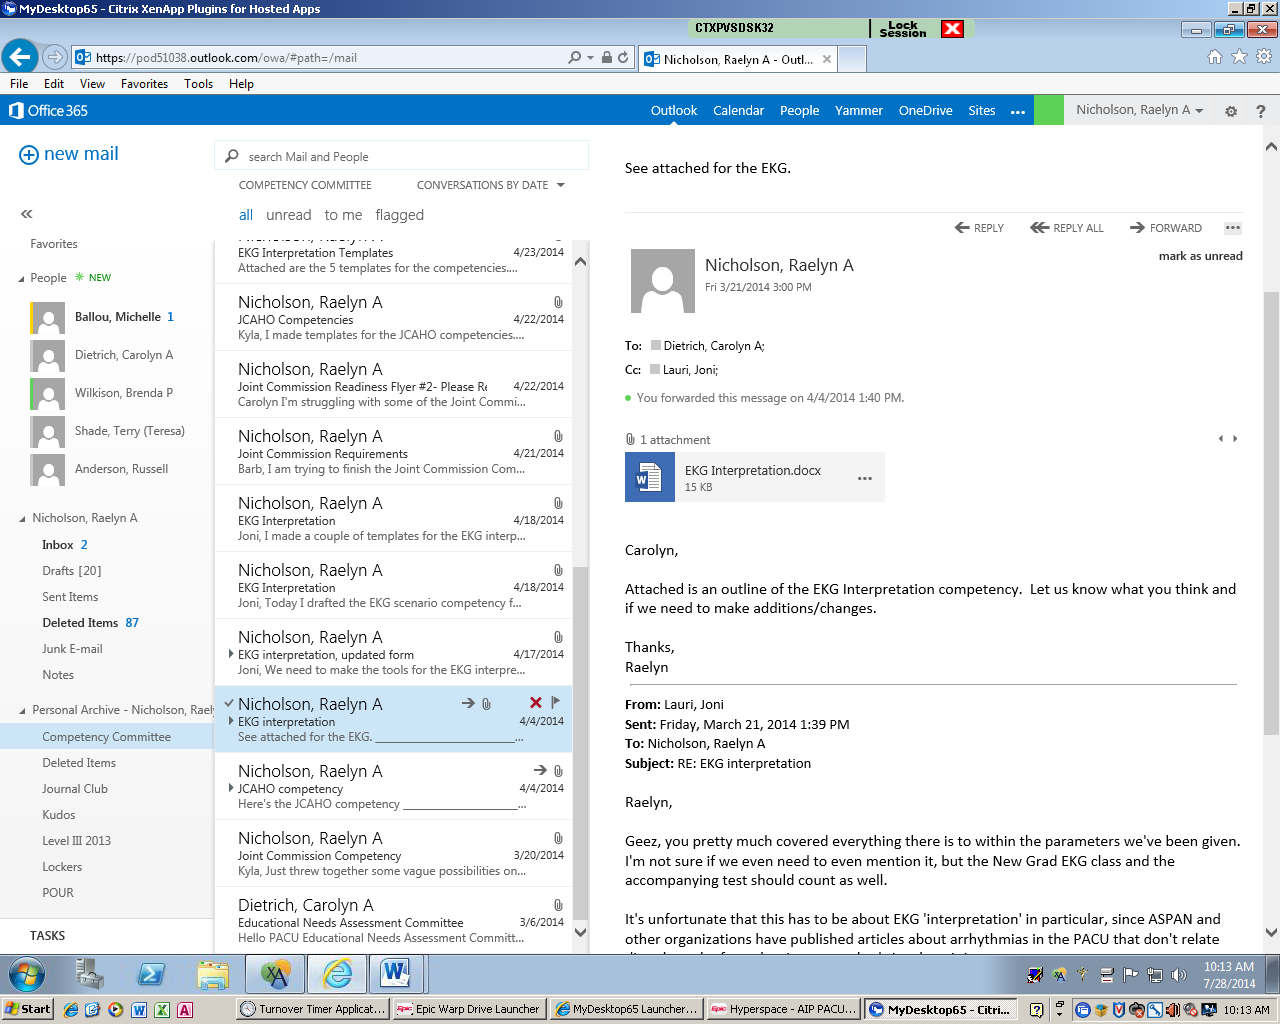 MyDesktop65 - Citrix XenApp Plugins for Hosted Apps
CTXPVSDSK32
Lock Session
https://pod51038.outlook.com/owa/#path=/mail
Nicholson, Raelyn A - Outl...
File Edit View Favorites Tools Help
Office 365
Outlook Calendar People Yammer OneDrive Sites ... Nicholson, Raelyn A ?
new mail
search Mail and People
COMPETENCY COMMITTEE CONVERSATIONS BY DATE
all unread to me flagged
Favorites
People NEW
Ballou, Michelle 1
Dietrich, Carolyn A
Wilkison, Brenda P
Shade, Terry (Teresa)
Anderson, Russell
Nicholson, Raelyn A
Inbox 2
Drafts [20]
Sent Items
Deleted Items 87
Junk E-mail
Notes
Personal Archive - Nicholson, Raely
Competency Committee
Deleted Items
Journal Club
Kudos
Level III 2013
Lockers
POUR
TASKS
EKG Interpretation Templates 4/23/2014
Attached are the 5 templates for the competencies....
Nicholson, Raelyn A
JCAHO Competencies 4/22/2014
Kyla, I made templates for the JCAHO competencies....
Nicholson, Raelyn A
Joint Commission Readiness Flyer #2- Please Re 4/22/2014
Carolyn I'm struggling with some of the Joint Commi...
Nicholson, Raelyn A
Joint Commission Requirements 4/21/2014
Barb, I am trying to finish the Joint Commission Com...
Nicholson, Raelyn A
EKG Interpretation 4/18/2014
Joni, I made a couple of templates for the EKG interp...
Nicholson, Raelyn A
EKG Interpretation 4/18/2014
Joni, Today I drafted the EKG scenario competency f...
Nicholson, Raelyn A
EKG interpretation, updated form 4/17/2014
Joni, We need to make the tools for the EKG interpre...
Nicholson, Raelyn A
EKG interpretation 4/4/2014
See attached for the EKG. ________________________...
Nicholson, Raelyn A
JCAHO competency 4/4/2014
Here's the JCAHO competency ____________________...
Nicholson, Raelyn A
Joint Commission Competency 3/20/2014
Kyla, Just threw together some vague possibilities on...
Dietrich, Carolyn A
Educational Needs Assessment Committee 3/6/2014
Hello PACU Educational Needs Assessment Committ...
See attached for the EKG.
REPLY REPLY ALL FORWARD ...
Nicholson, Raelyn A
Fri 3/21/2014 3:00 PM
mark as unread
To: Dietrich, Carolyn A;
Cc: Lauri, Joni;
You forwarded this message on 4/4/2014 1:40 PM.
1 attachment
EKG Interpretation.docx
15 KB
Carolyn,
Attached is an outline of the EKG Interpretation competency. Let us know what you think and
if we need to make additions/changes.
Thanks,
Raelyn
From: Lauri, Joni
Sent: Friday, March 21, 2014 1:39 PM
To: Nicholson, Raelyn A
Subject: RE: EKG interpretation
Raelyn,
Geez, you pretty much covered everything there is to within the parameters we've been given.
I'm not sure if we even need to even mention it, but the New Grad EKG class and the
accompanying test should count as well.
It's unfortunate that this has to be about EKG 'interpretation' in particular, since ASPAN and
other organizations have published articles about arrhythmias in the PACU that don't relate
10:13 AM
7/28/2014
Start
Turnover Timer Applicat...
Epic Warp Drive Launcher
MyDesktop65 Launcher...
Hyperspace - AIP PACU...
MyDesktop65 - Citri...
10:13 AM